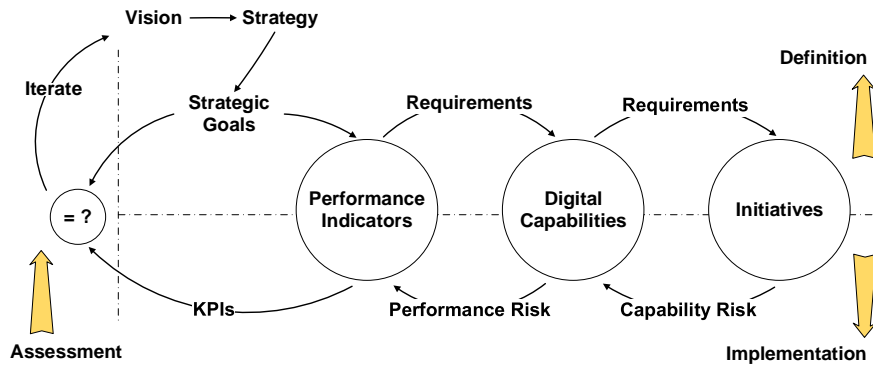 Vision
Strategy
Definition
Iterate
Strategic
Goals
Requirements
Requirements
Performance
Indicators
Digital
Capabilities
Initiatives
= ?
KPIs
Performance Risk
Capability Risk
Assessment
Implementation